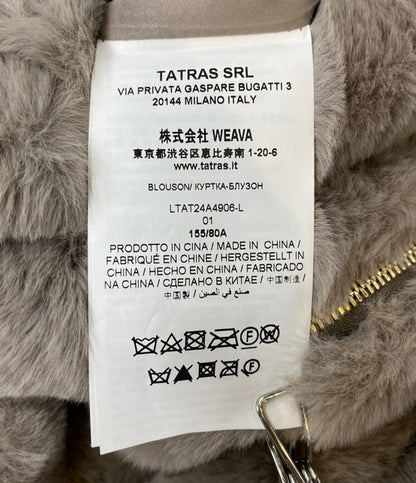 TATRAS SRL
VIA PRIVATA GASPARE BUGATTI 3
20144 MILANO ITALY
株式会社 WEAVA
東京都渋谷区恵比寿南 1-20-6
www.tatras.it
BLOUSON/ КУРТКА-БЛУЗОН
LTAT24A4906-L
01
155/80A
PRODOTTO IN CINA / MADE IN CHINA /
FABRIQUÉ EN CHINE / HERGESTELLT IN
CHINA / HECHO EN CHINA / FABRICADO
NA CHINA / СДЕЛАНО В КИТАЕ / 中国制造 /
中国製 / صنع في الصين /
F
F